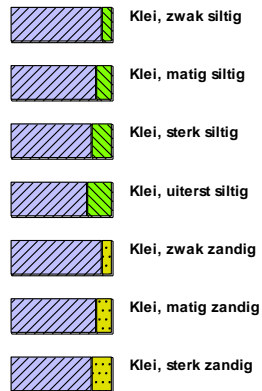 Klei, zwak siltig
Klei, matig siltig
Klei, sterk siltig
Klei, uiterst siltig
Klei, zwak zandig
Klei, matig zandig
Klei, sterk zandig